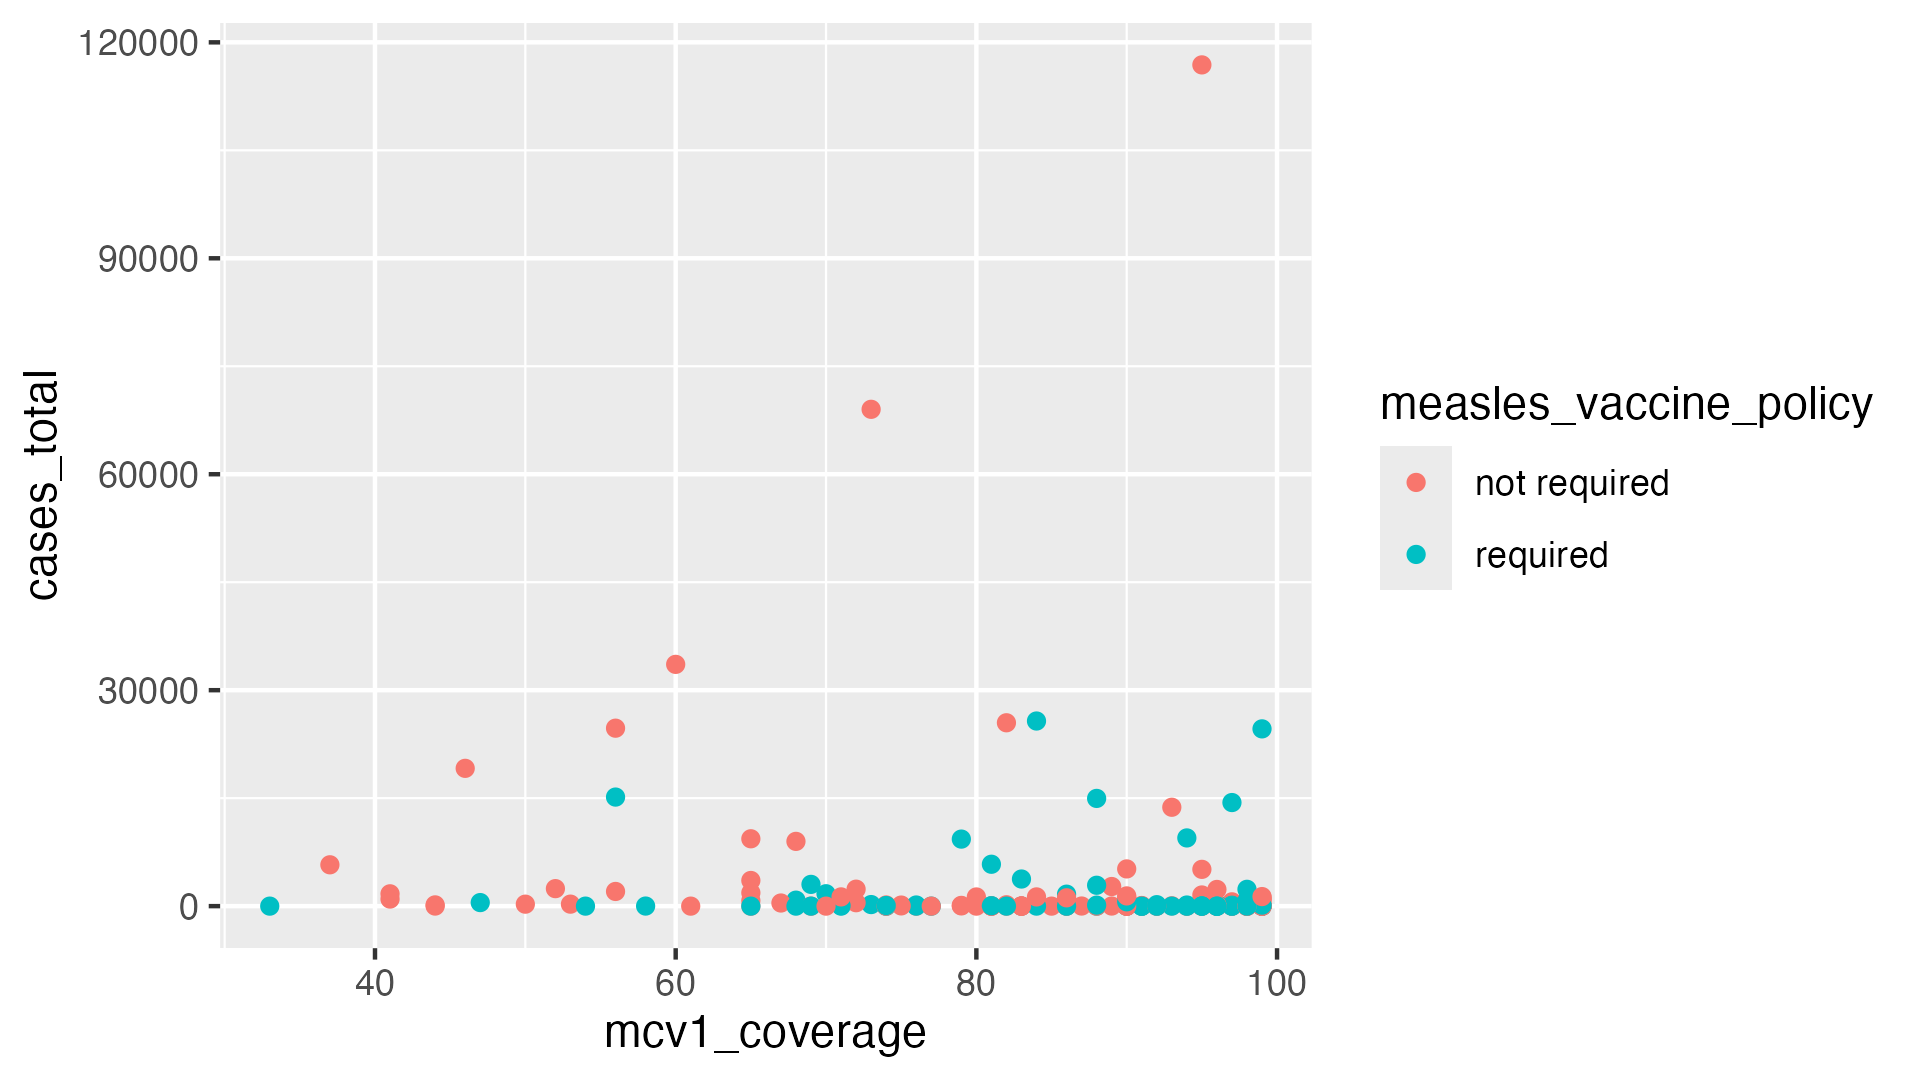 120000
90000
60000
30000
0
cases_total
40 60 80 100
mcv1_coverage
measles_vaccine_policy
not required
required